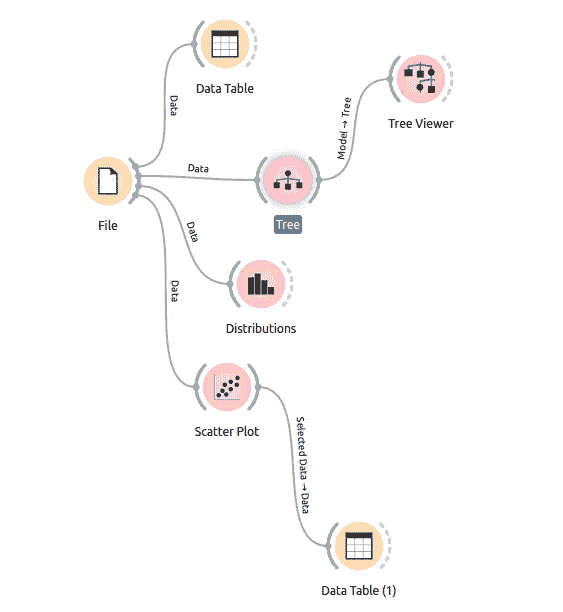 Data Table
Data
Model → Tree
Tree Viewer
Data
File
Tree
Data
Distributions
Data
Scatter Plot
Selected Data → Data
Data Table (1)